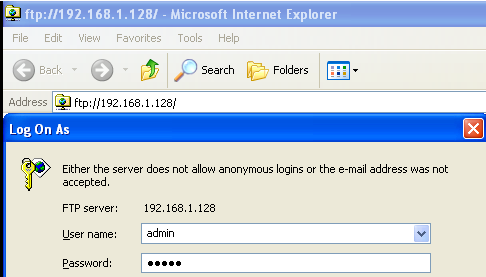 ftp://192.168.1.128/ - Microsoft Internet Explorer
File Edit View Favorites Tools Help
Back Search Folders
Address ftp://192.168.1.128/
Log On As
Either the server does not allow anonymous logins or the e-mail address was not
accepted.
FTP server: 192.168.1.128
User name: admin
Password: ●●●●●